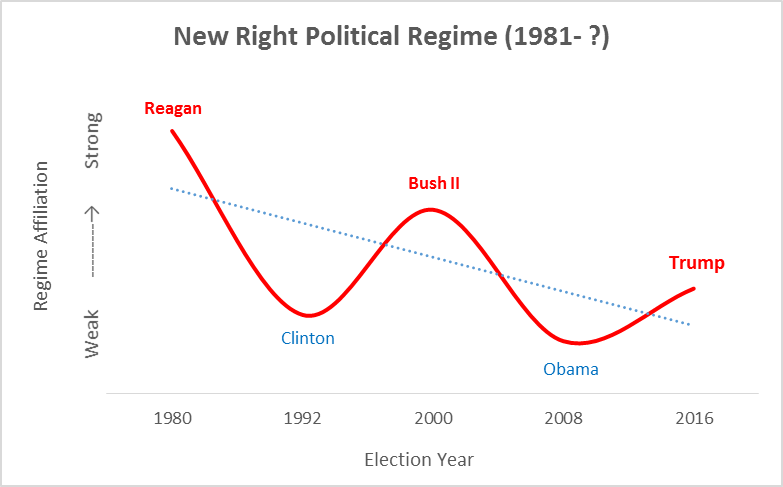 New Right Political Regime (1981- ?)
Reagan
Bush II
Trump
Clinton
Obama
Regime Affiliation
Weak ----------> Strong
1980 1992 2000 2008 2016
Election Year